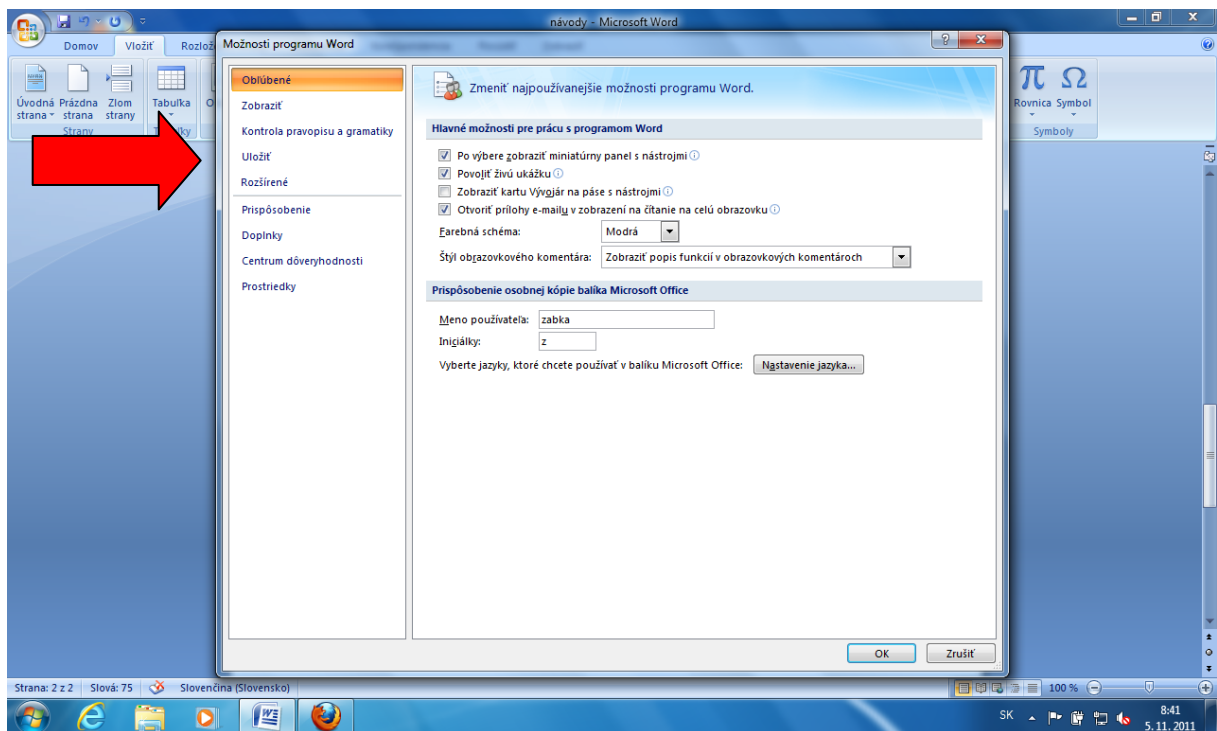 návody - Microsoft Word
Domov Vložiť Rozlož
Úvodná strana Prázdna strana Zlom strany
Strany
Tabuľka
Rovnica Symbol
Symboly
Možnosti programu Word
Obľúbené
Zobraziť
Kontrola pravopisu a gramatiky
Uložiť
Rozšírené
Prispôsobenie
Doplnky
Centrum dôveryhodnosti
Prostriedky
Zmeniť najpoužívanejšie možnosti programu Word.
Hlavné možnosti pre prácu s programom Word
Po výbere zobraziť miniatúrny panel s nástrojmi
Povoliť živú ukážku
Zobraziť kartu Vývojár na páse s nástrojmi
Otvoriť prílohy e-mailu v zobrazení na čítanie na celú obrazovku
Farebná schéma: Modrá
Štýl obrazovkového komentára: Zobraziť popis funkcií v obrazovkových komentároch
Prispôsobenie osobnej kópie balíka Microsoft Office
Meno používateľa: zabka
Iniciálky: z
Vyberte jazyky, ktoré chcete používať v balíku Microsoft Office: Nastavenie jazyka...
OK Zrušiť
Strana: 2 z 2 Slová: 75 Slovenčina (Slovensko) 100 %
SK 8:41
5. 11. 2011